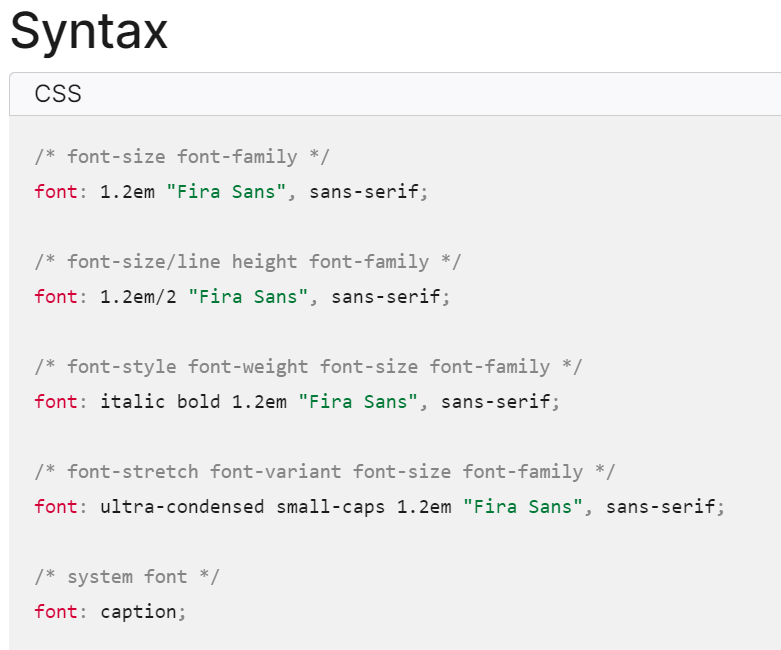 Syntax
CSS
/* font-size font-family */
font: 1.2em "Fira Sans", sans-serif;
/* font-size/line height font-family */
font: 1.2em/2 "Fira Sans", sans-serif;
/* font-style font-weight font-size font-family */
font: italic bold 1.2em "Fira Sans", sans-serif;
/* font-stretch font-variant font-size font-family */
font: ultra-condensed small-caps 1.2em "Fira Sans", sans-serif;
/* system font */
font: caption;